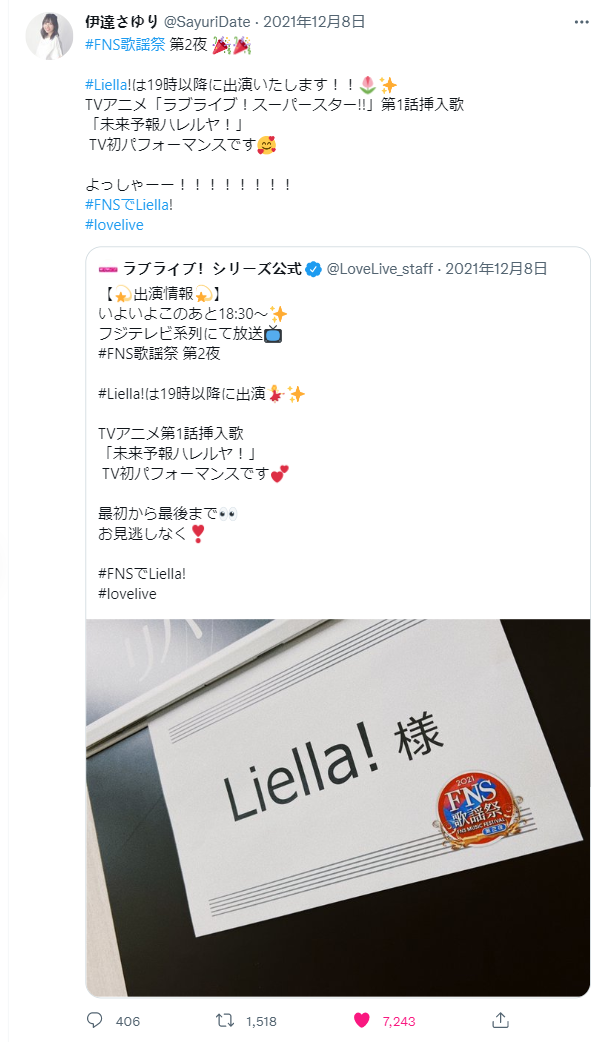 伊達さゆり @SayuriDate · 2021年12月8日
#FNS歌謡祭 第2夜 🎉🎉
#Liella!は19時以降に出演いたします！！🌷✨
TVアニメ「ラブライブ！スーパースター!!」第1話挿入歌
「未来予報ハレルヤ！」
TV初パフォーマンスです🥰
よっしゃーー！！！！！！！！
#FNSでLiella!
#lovelive
ラブライブ！シリーズ公式 @LoveLive_staff · 2021年12月8日
【💫出演情報💫】
いよいよこのあと18:30～✨
フジテレビ系列にて放送📺
#FNS歌謡祭 第2夜
#Liella!は19時以降に出演💃✨
TVアニメ第1話挿入歌
「未来予報ハレルヤ！」
TV初パフォーマンスです💕
最初から最後まで👀
お見逃しなく❣
#FNSでLiella!
#lovelive
リハ
Liella! 様
2021
FNS
歌謡祭
FNS MUSIC FESTIVAL
406 1,518 7,243